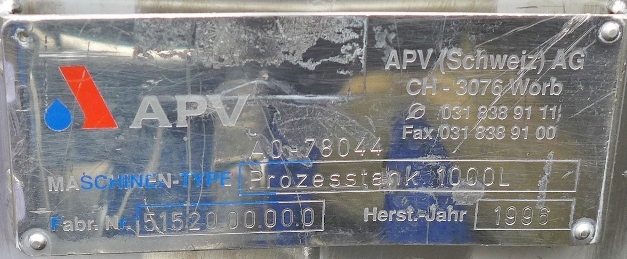 APV (Schweiz) AG
CH - 3076 Worb
031 838 91 11
Fax 031 838 91 00
APV
AO-78044
MASCHINEN-TYPE Prozesstank 1000L
Fabr. Nr. 51520.00.00.0 Herst.-Jahr 1996